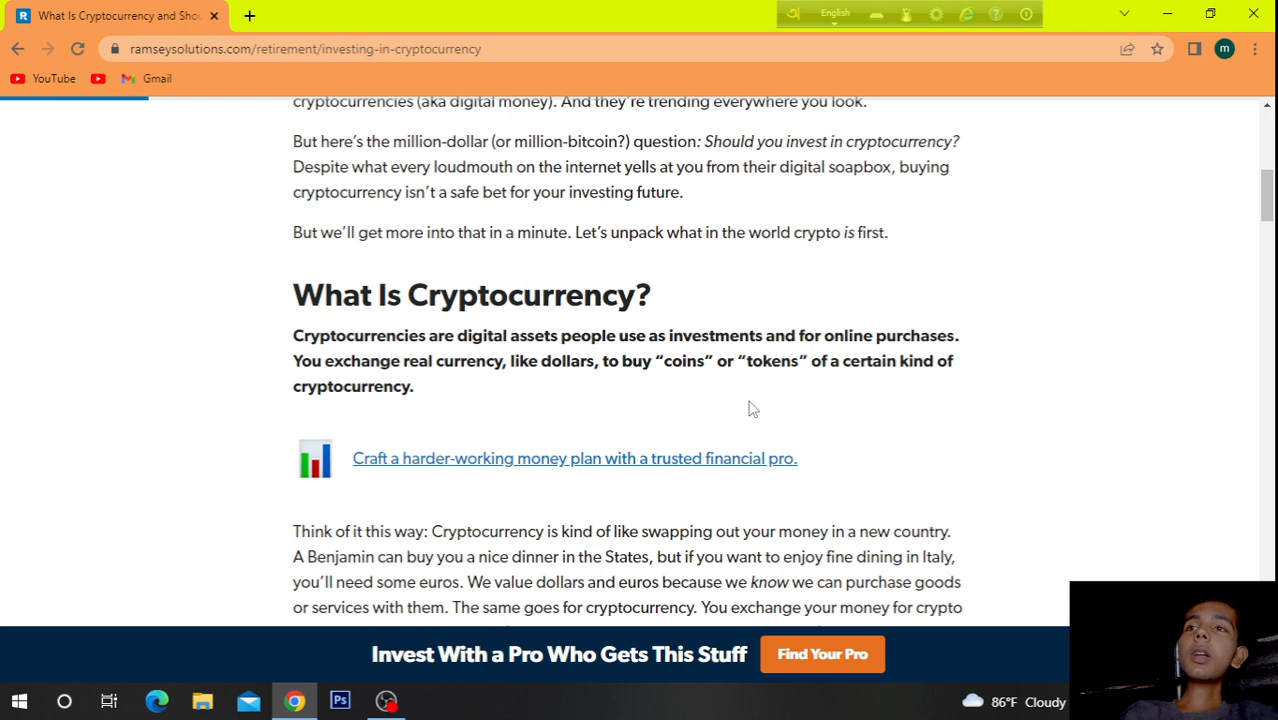 What Is Cryptocurrency and Shou
English
ramseysolutions.com/retirement/investing-in-cryptocurrency
m
YouTube
Gmail
cryptocurrencies (aka digital money). And they're trending everywhere you look.
But here's the million-dollar (or million-bitcoin?) question: Should you invest in cryptocurrency?
Despite what every loudmouth on the internet yells at you from their digital soapbox, buying
cryptocurrency isn't a safe bet for your investing future.
But we'll get more into that in a minute. Let's unpack what in the world crypto is first.
What Is Cryptocurrency?
Cryptocurrencies are digital assets people use as investments and for online purchases.
You exchange real currency, like dollars, to buy “coins” or “tokens” of a certain kind of
cryptocurrency.
Craft a harder-working money plan with a trusted financial pro.
Think of it this way: Cryptocurrency is kind of like swapping out your money in a new country.
A Benjamin can buy you a nice dinner in the States, but if you want to enjoy fine dining in Italy,
you'll need some euros. We value dollars and euros because we know we can purchase goods
or services with them. The same goes for cryptocurrency. You exchange your money for crypto
Invest With a Pro Who Gets This Stuff
Find Your Pro
Ps
86°F Cloudy